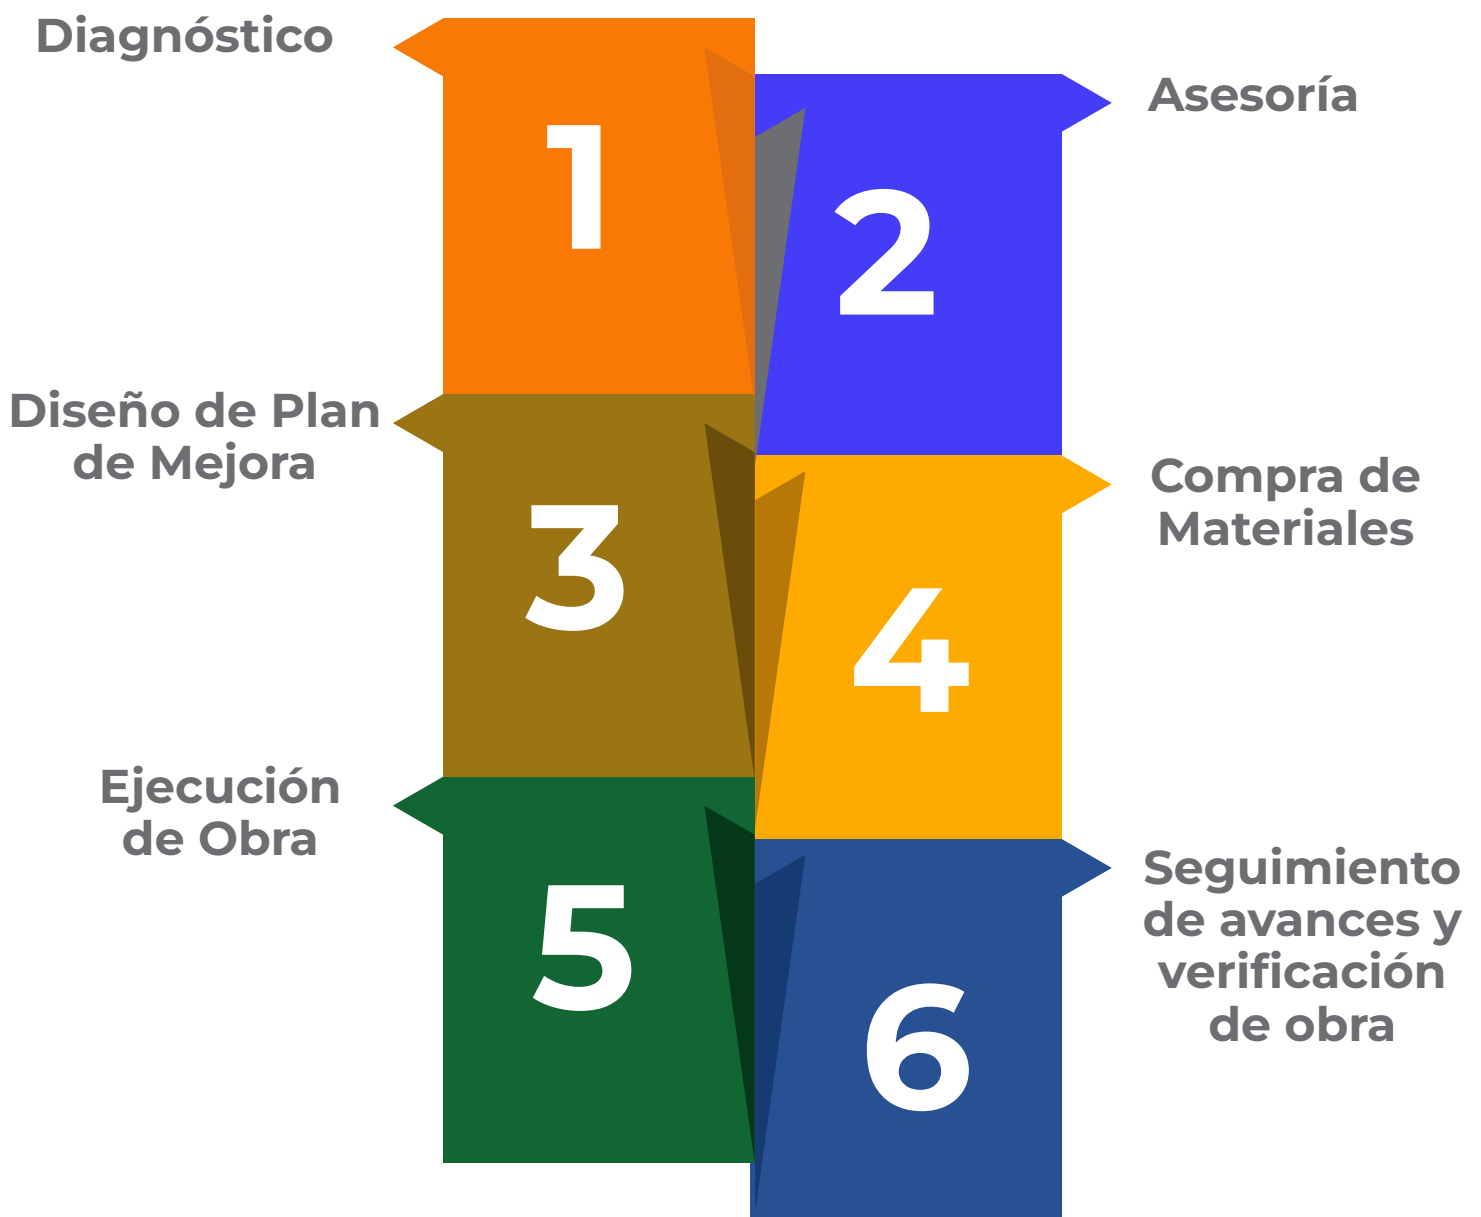 Diagnóstico
1
Asesoría
2
Diseño de Plan
de Mejora
3
Compra de
Materiales
4
Ejecución
de Obra
5
Seguimiento
de avances y
verificación
de obra
6